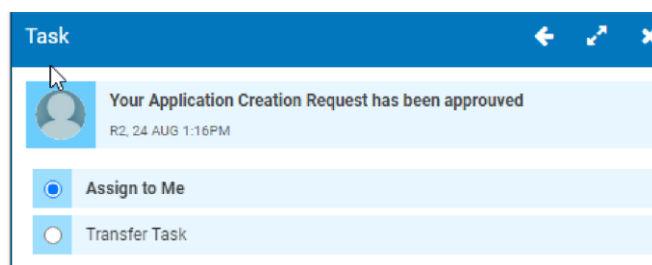 Task
Your Application Creation Request has been approuved
R2, 24 AUG 1:16PM
Assign to Me
Transfer Task